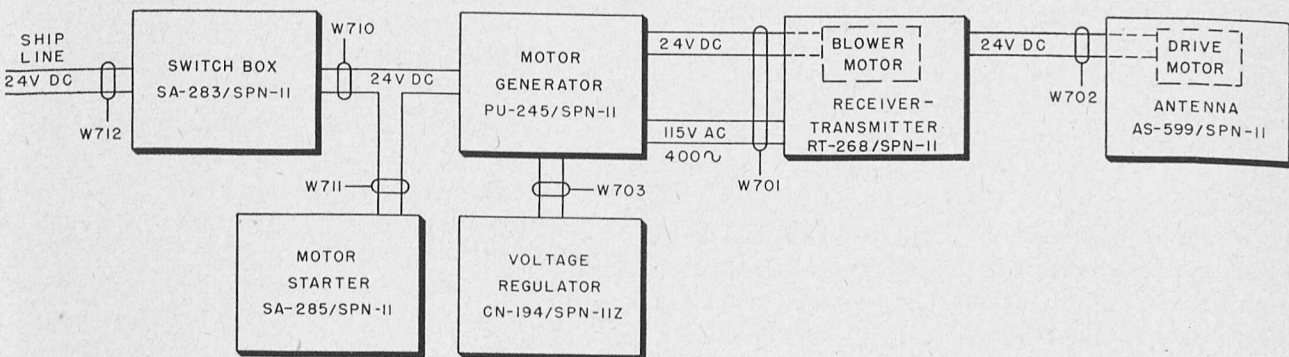 SHIP
LINE
24V DC
W712
SWITCH BOX
SA-283/SPN-11
W710
24V DC
W711
MOTOR
STARTER
SA-285/SPN-11
MOTOR
GENERATOR
PU-245/SPN-11
W703
VOLTAGE
REGULATOR
CN-194/SPN-11Z
24V DC
115V AC
400~
W701
BLOWER
MOTOR
RECEIVER-
TRANSMITTER
RT-268/SPN-11
24V DC
W702
DRIVE
MOTOR
ANTENNA
AS-599/SPN-11